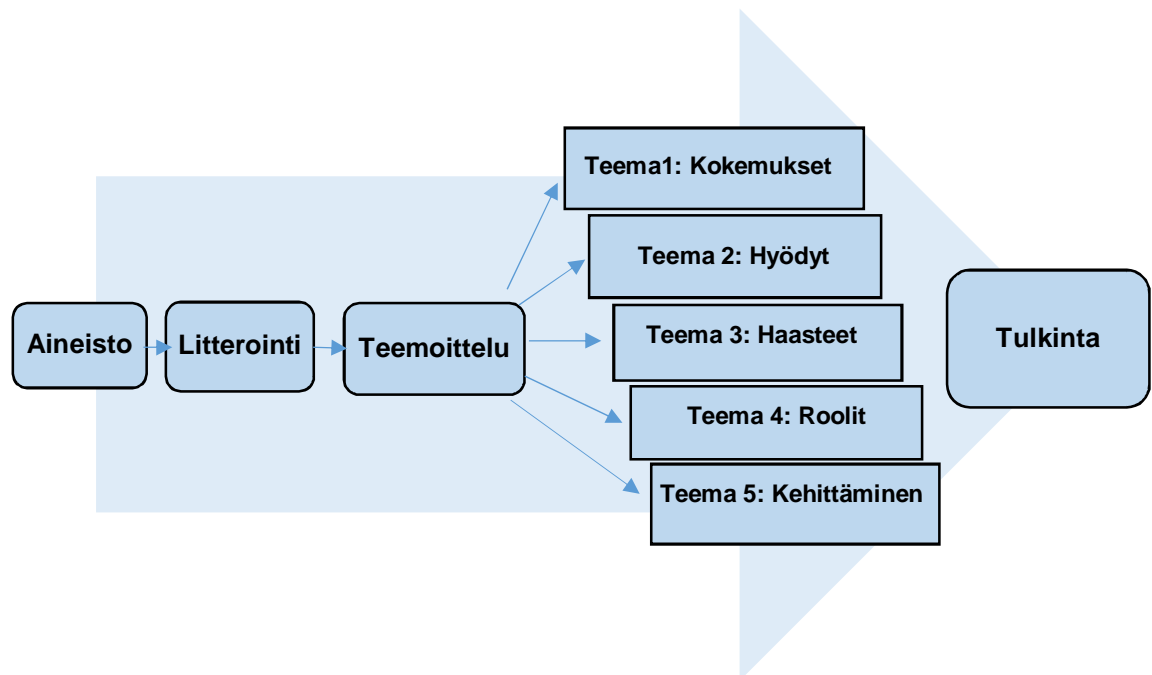 Aineisto
Litterointi
Teemoittelu
Teema1: Kokemukset
Teema 2: Hyödyt
Teema 3: Haasteet
Teema 4: Roolit
Teema 5: Kehittäminen
Tulkinta